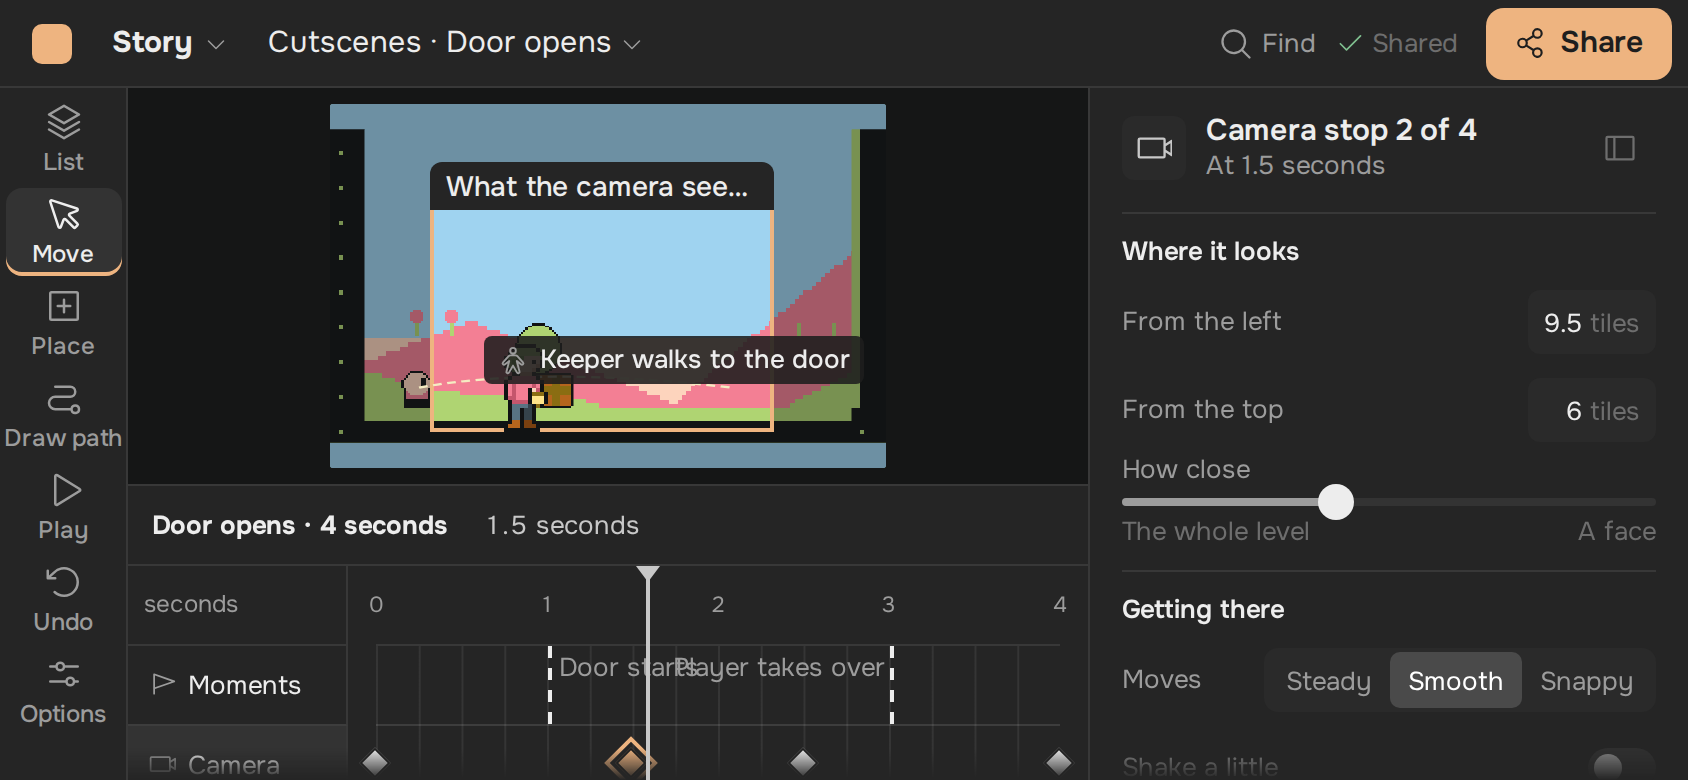 Story
Cutscenes · Door opens
Find
Shared
Share
List
Move
Place
Draw path
Play
Undo
Options
What the camera see...
Keeper walks to the door
Door opens · 4 seconds
1.5 seconds
seconds
0
1
2
3
4
Moments
Door starts
Player takes over
Camera
Camera stop 2 of 4
At 1.5 seconds
Where it looks
From the left
9.5 tiles
From the top
6 tiles
How close
The whole level
A face
Getting there
Moves
Steady
Smooth
Snappy
Shake a little